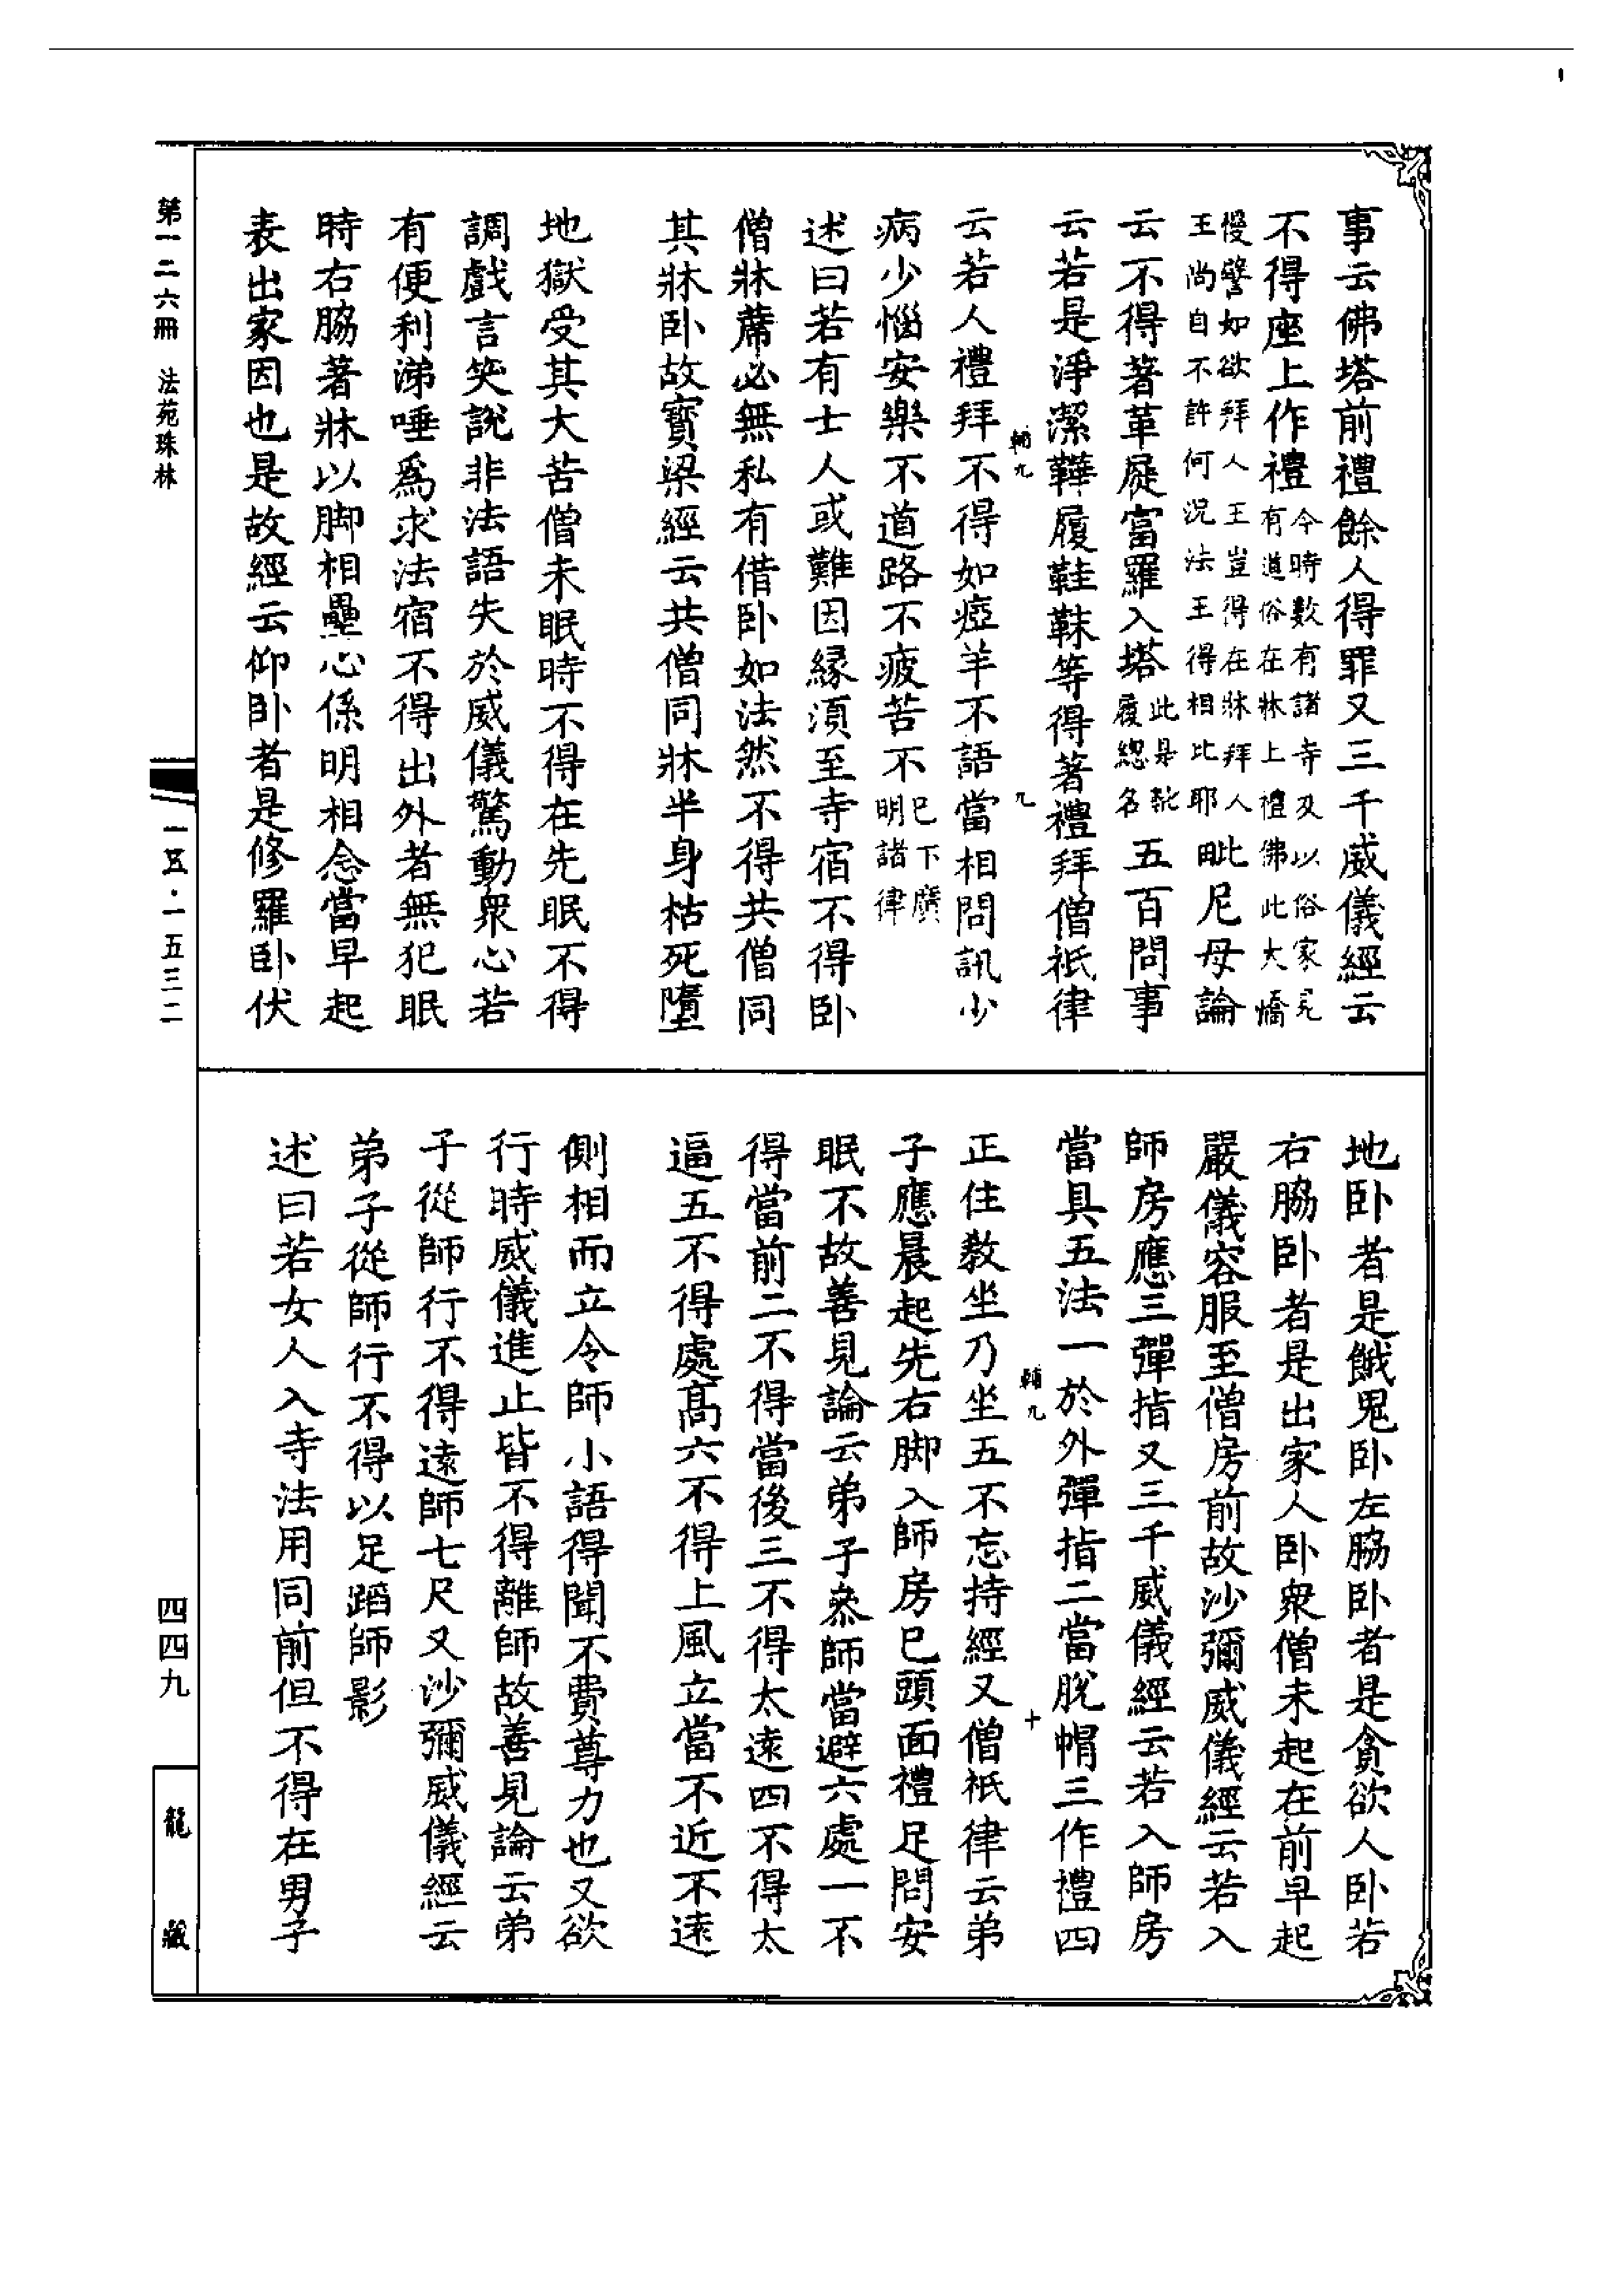 事云佛塔前禮餘人得罪又三千威儀經云
不得座上作禮今時數有諸寺及以俗家見有道俗在牀上禮佛此大憍
慢譬如欲拜人王豈得在牀拜人王尚自不許何況法王得相比耶毗尼母論
云不得著革屣富羅入塔此是靴履總名五百問事
云若是淨潔鞾履鞋靺等得著禮拜僧祇律
輔九
九
云若人禮拜不得如瘂羊不語當相問訊少
病少惱安樂不道路不疲苦不已下廣明諸律
述曰若有士人或難因緣須至寺宿不得臥
僧牀蓆必無私有借臥如法然不得共僧同
其牀臥故寶梁經云共僧同牀半身枯死墮
地獄受其大苦僧未眠時不得在先眠不得
調戲言笑說非法語失於威儀驚動衆心若
有便利涕唾爲求法宿不得出外者無犯眠
時右脇著牀以脚相壘心係明相念當早起
表出家因也是故經云仰臥者是修羅臥伏
地臥者是餓鬼臥左脇臥者是貪欲人臥若
右脇臥者是出家人臥衆僧未起在前早起
嚴儀容服至僧房前故沙彌威儀經云若入
師房應三彈指又三千威儀經云若入師房
當具五法一於外彈指二當脫帽三作禮四
輔九
十
正住教坐乃坐五不忘持經又僧祇律云弟
子應晨起先右脚入師房已頭面禮足問安
眠不故善見論云弟子叅師當避六處一不
得當前二不得當後三不得太遠四不得太
逼五不得處高六不得上風立當不近不遠
側相而立令師小語得聞不費尊力也又欲
行時威儀進止皆不得離師故善見論云弟
子從師行不得遠師七尺又沙彌威儀經云
弟子從師行不得以足蹈師影
述曰若女人入寺法用同前但不得在男子
第一二六冊 法苑珠林
一五·一五三二
四四九
龍藏